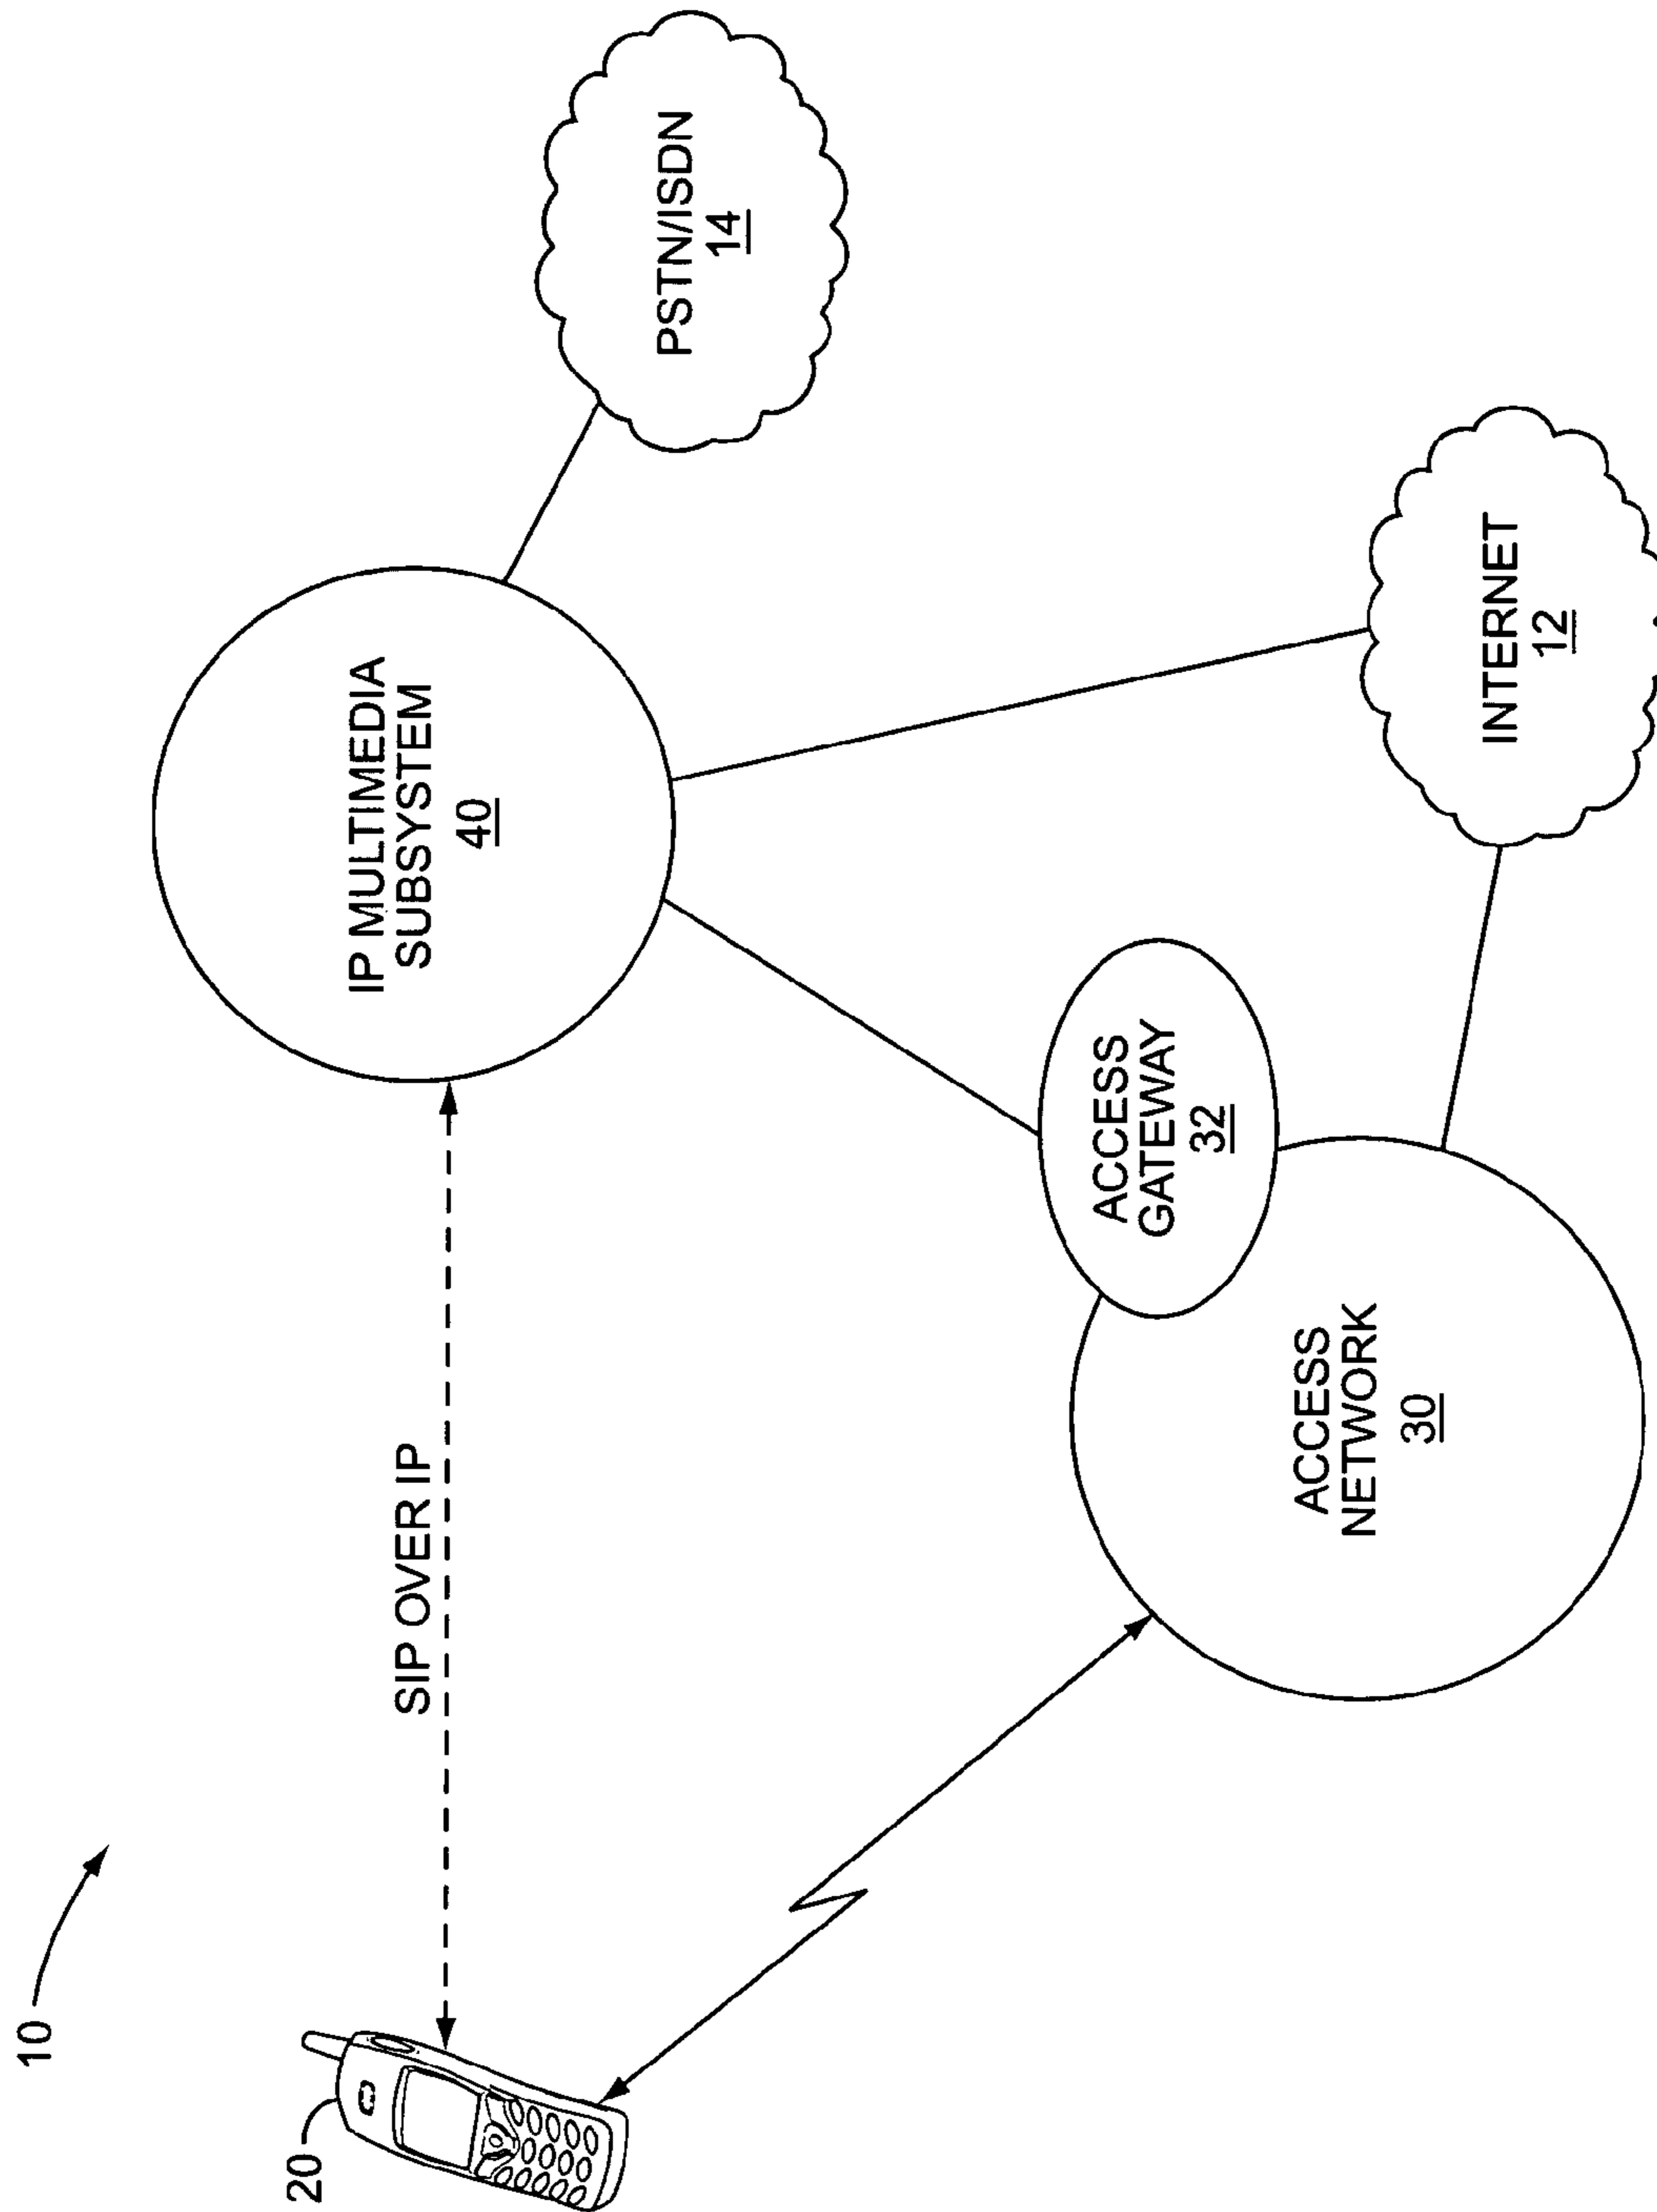 10
20
SIP OVER IP
IP MULTIMEDIA
SUBSYSTEM
40
PSTN/ISDN
14
ACCESS
GATEWAY
32
ACCESS
NETWORK
30
INTERNET
12